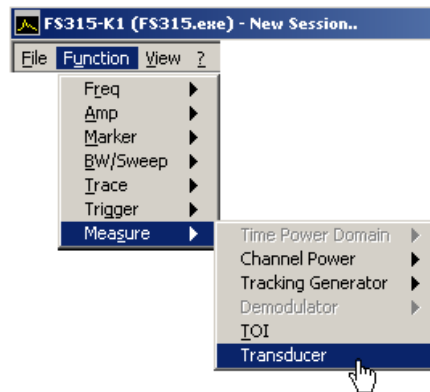 FS315-K1 (FS315.exe) - New Session..
File Function View ?
Freq
Amp
Marker
BW/Sweep
Trace
Trigger
Measure
Time Power Domain
Channel Power
Tracking Generator
Demodulator
TOI
Transducer